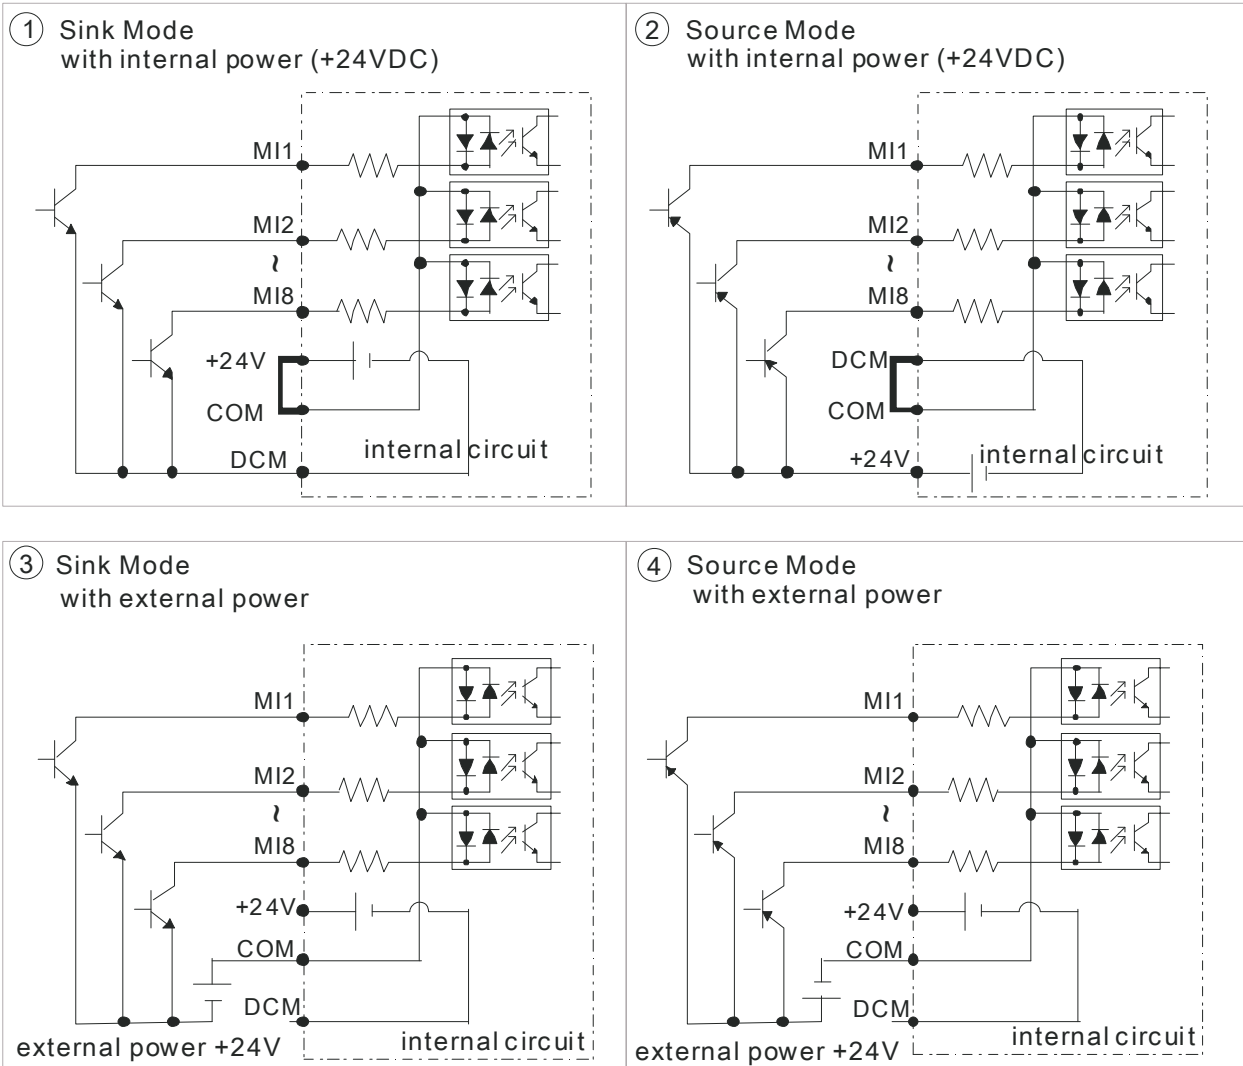 1 Sink Mode
with internal power (+24VDC)
MI1
MI2
~
MI8
+24V
COM
DCM
internal circuit
2 Source Mode
with internal power (+24VDC)
MI1
MI2
~
MI8
DCM
COM
+24V
internal circuit
3 Sink Mode
with external power
MI1
MI2
~
MI8
+24V
COM
DCM
external power +24V
internal circuit
4 Source Mode
with external power
MI1
MI2
~
MI8
+24V
COM
DCM
external power +24V
internal circuit